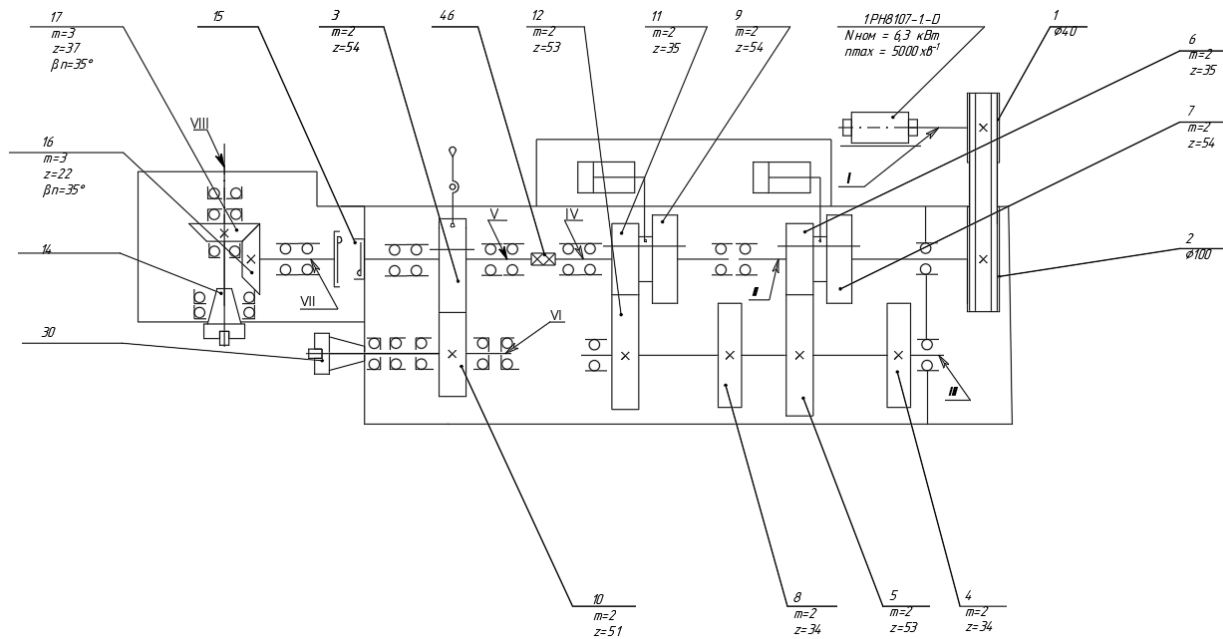 17
m=3
z=37
βn=35°
15
3
m=2
z=54
46
12
m=2
z=53
11
m=2
z=35
9
m=2
z=54
1PH8107-1-D
Nном = 6,3 кВт
nmax = 5000 хв⁻¹
1
φ40
6
m=2
z=35
7
m=2
z=54
16
m=3
z=22
βn=35°
VIII
I
14
V
IV
II
2
φ100
VII
30
VI
III
10
m=2
z=51
8
m=2
z=34
5
m=2
z=53
4
m=2
z=34